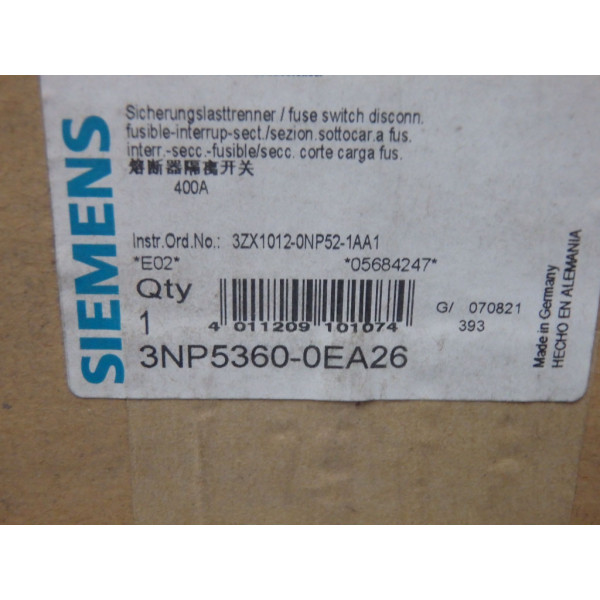 SIEMENS
Sicherungslasttrenner / fuse switch disconn.
fusible-interrup-sect./sezion.sottocar.a fus.
interr.-secc.-fusible/secc. corte carga fus.
熔断器隔离开关
400A
Instr.Ord.No.: 3ZX1012-0NP52-1AA1
*E02* *05684247*
Qty
1
4 011209 101074
G/ 070821
393
3NP5360-0EA26
Made in Germany
HECHO EN ALEMANIA